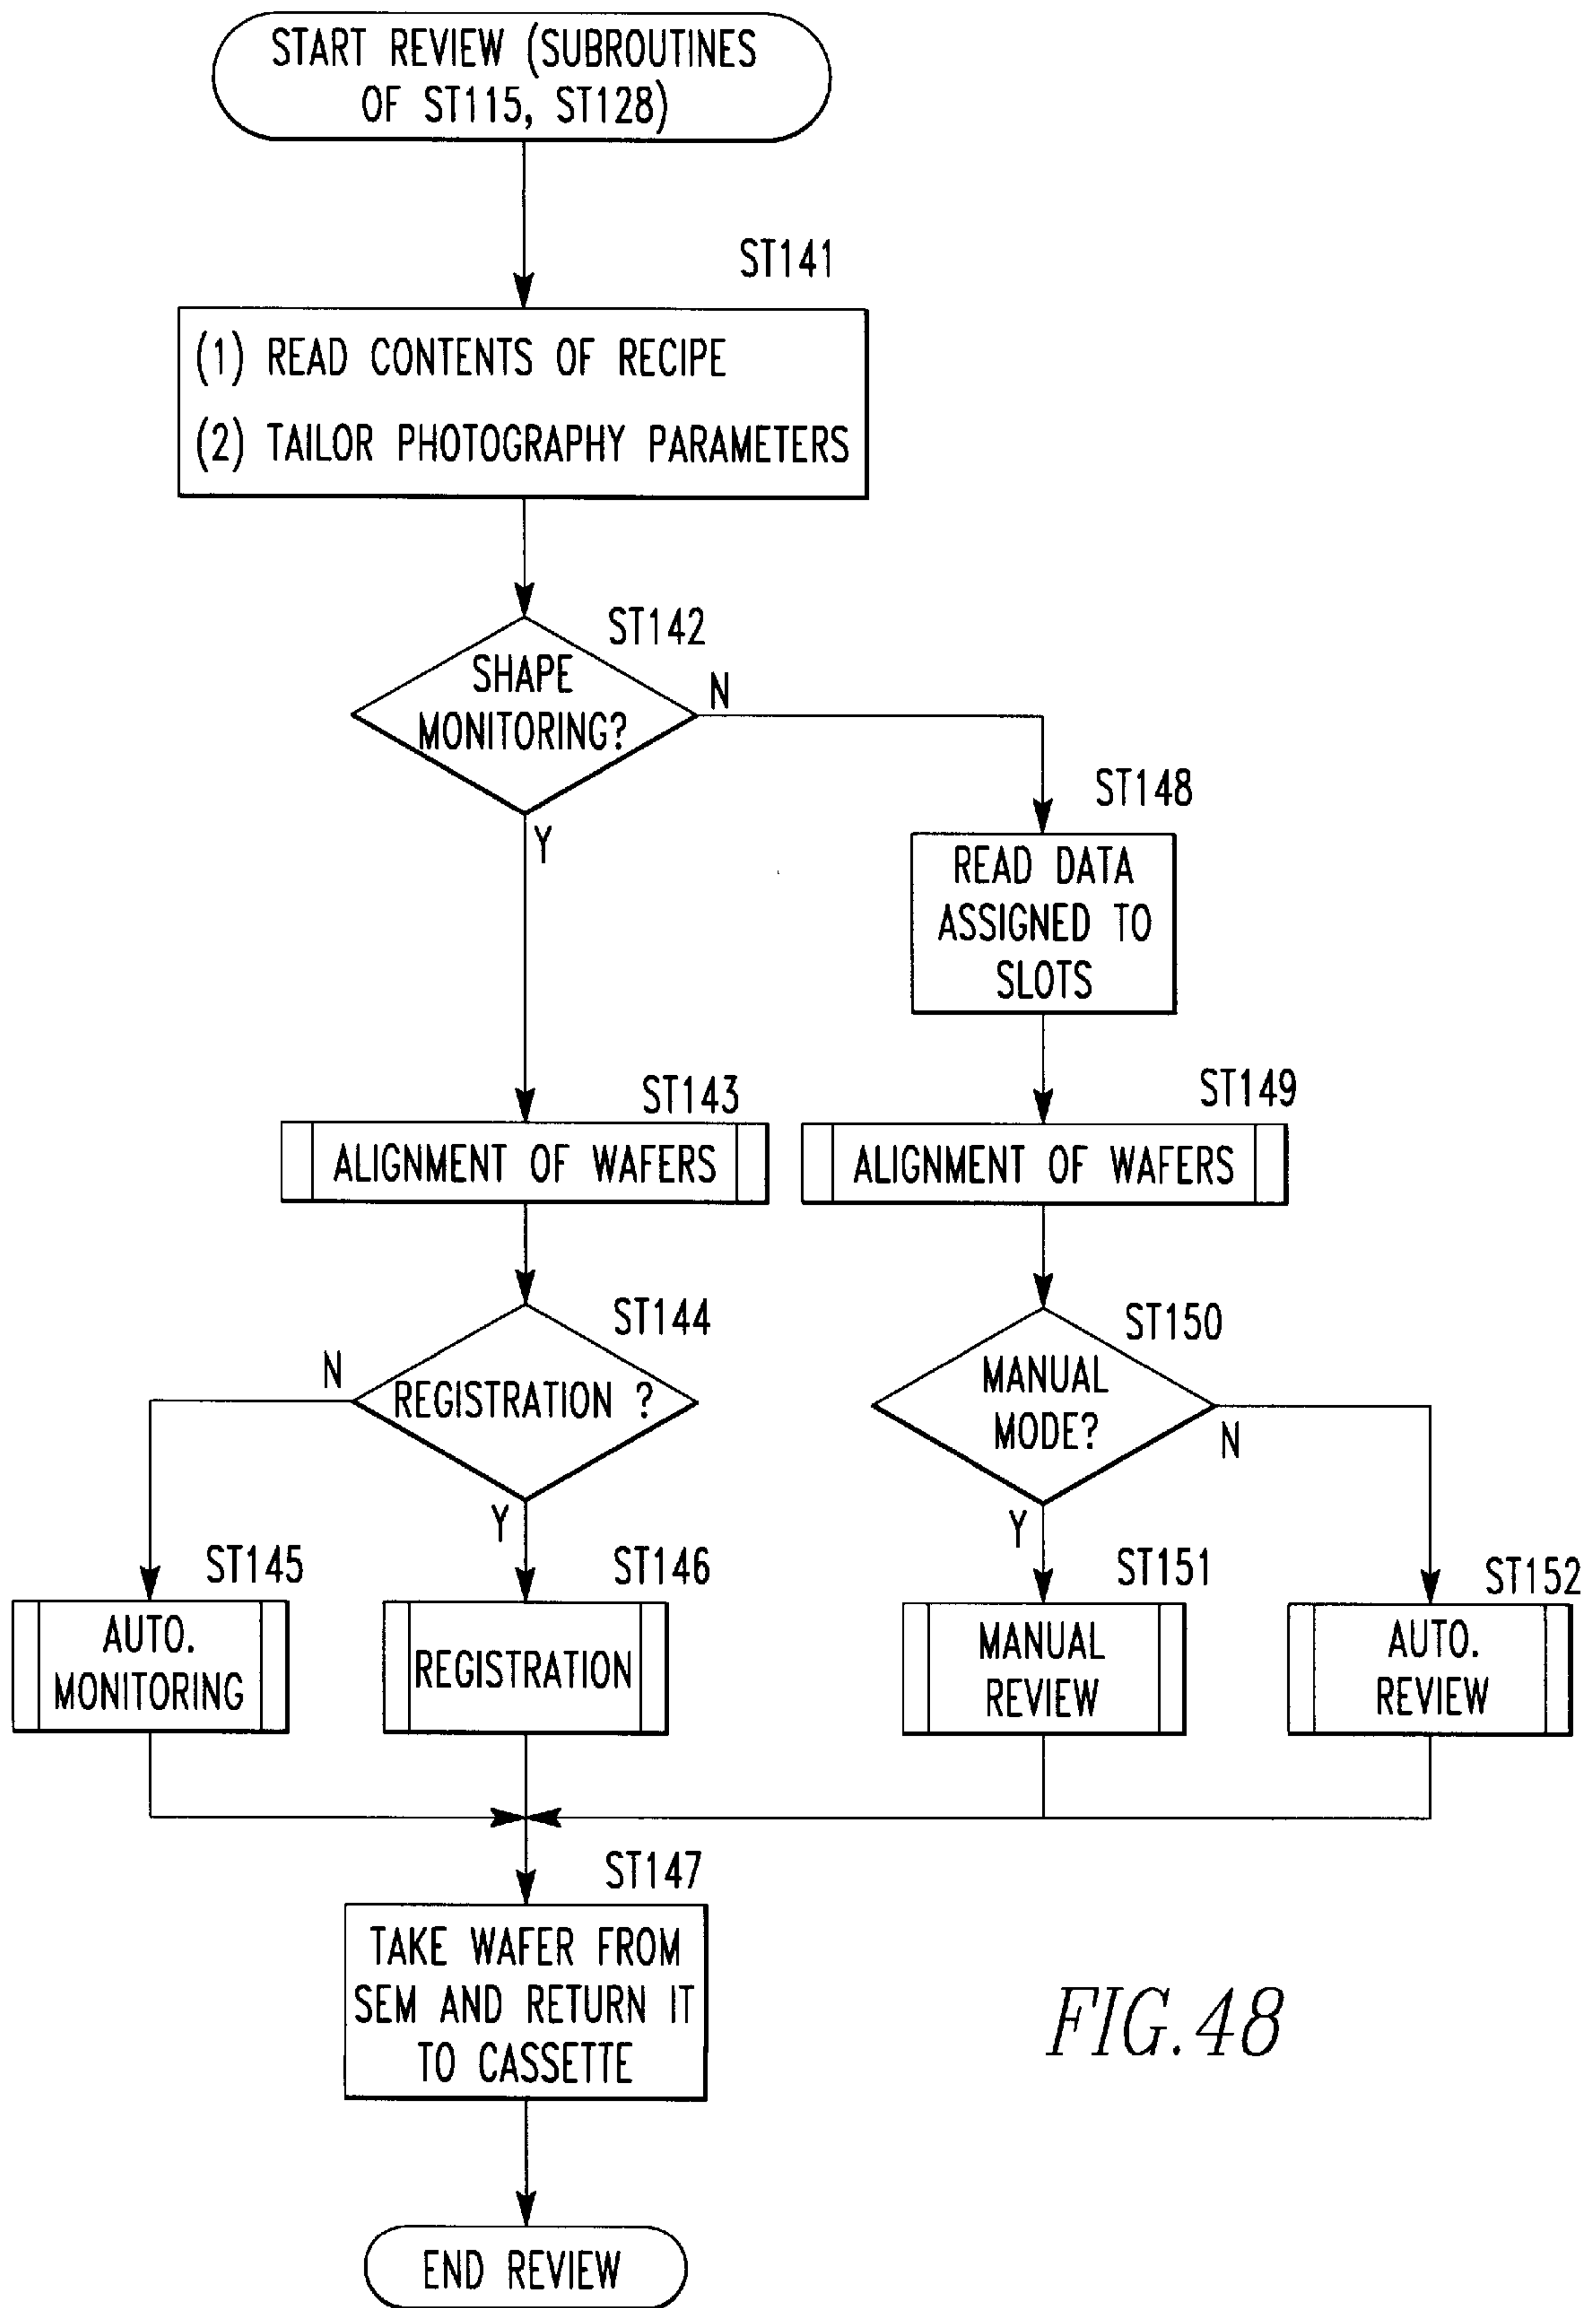 START REVIEW (SUBROUTINES
OF ST115, ST128)
ST141
(1) READ CONTENTS OF RECIPE
(2) TAILOR PHOTOGRAPHY PARAMETERS
ST142
SHAPE
MONITORING?
N
Y
ST148
READ DATA
ASSIGNED TO
SLOTS
ST143
ALIGNMENT OF WAFERS
ST149
ALIGNMENT OF WAFERS
ST144
REGISTRATION ?
N
Y
ST150
MANUAL
MODE?
N
Y
ST145
AUTO.
MONITORING
ST146
REGISTRATION
ST151
MANUAL
REVIEW
ST152
AUTO.
REVIEW
ST147
TAKE WAFER FROM
SEM AND RETURN IT
TO CASSETTE
END REVIEW
FIG.48